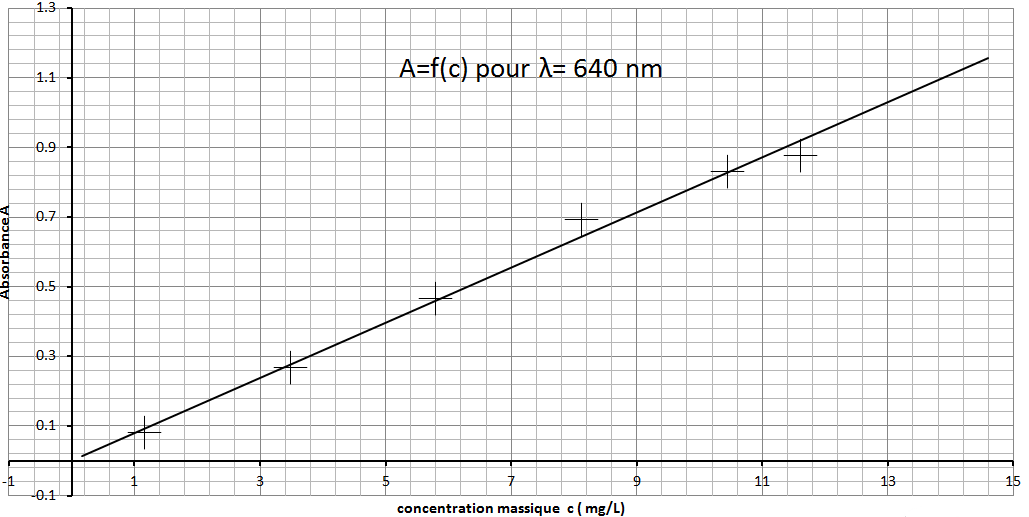 A=f(c) pour λ= 640 nm
Absorbance A
1.3
1.1
0.9
0.7
0.5
0.3
0.1
-0.1
-1 1 3 5 7 9 11 13 15
concentration massique c ( mg/L)